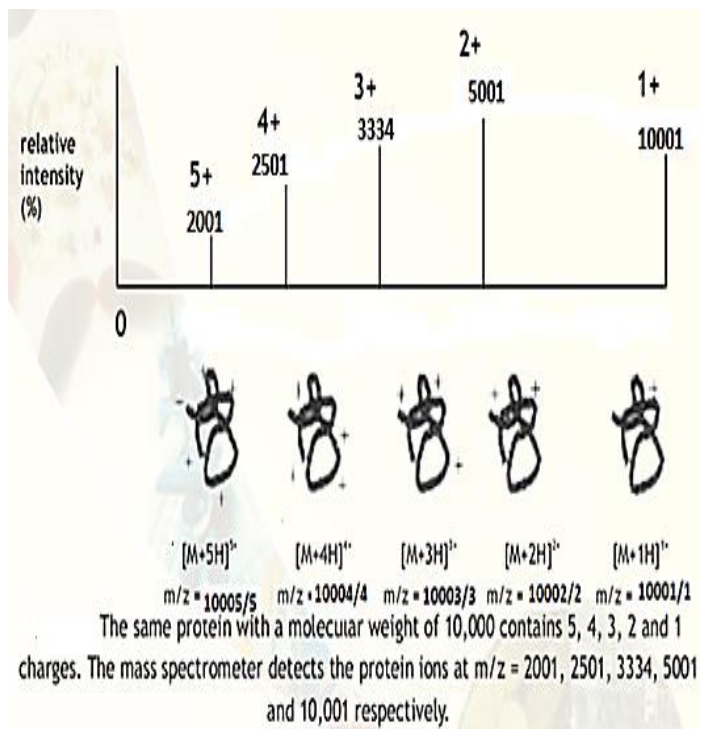 2+
5001
3+
3334
1+
10001
4+
2501
relative
intensity
(%)
5+
2001
0
[M+5H]⁵⁺ [M+4H]⁴⁺ [M+3H]³⁺ [M+2H]²⁺ [M+1H]¹⁺
m/z = 10005/5 m/z = 10004/4 m/z = 10003/3 m/z = 10002/2 m/z = 10001/1
The same protein with a molecular weight of 10,000 contains 5, 4, 3, 2 and 1
charges. The mass spectrometer detects the protein ions at m/z = 2001, 2501, 3334, 5001
and 10,001 respectively.